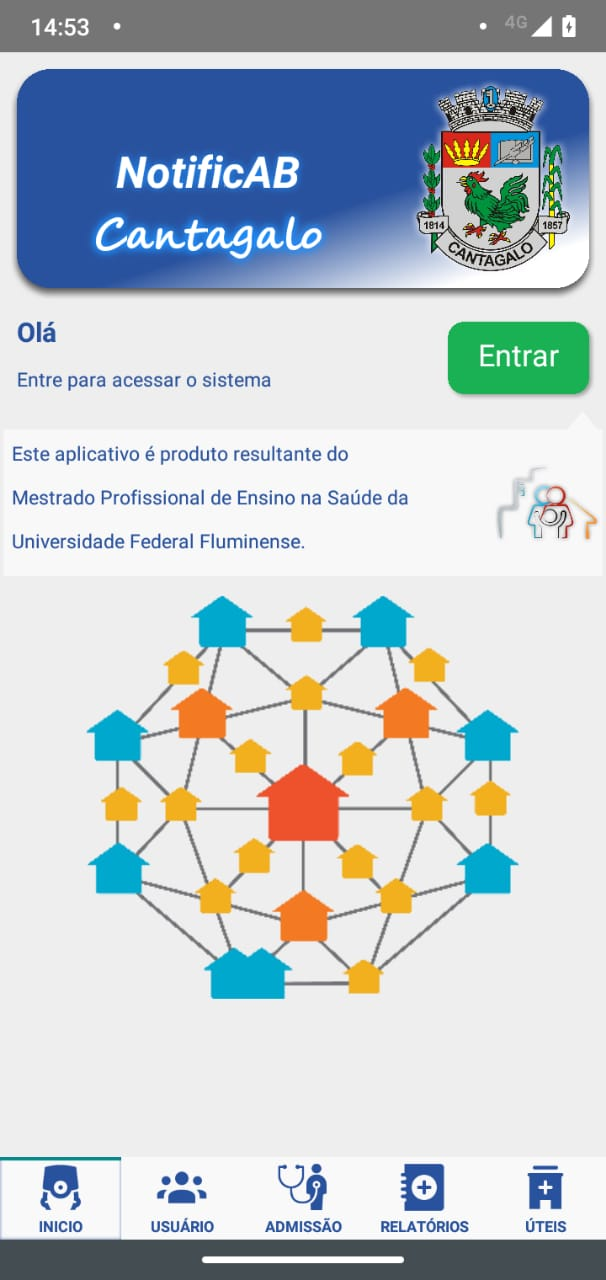 14:53
4G
NotificAB
Cantagalo
1814
1857
CANTAGALO
Olá
Entrar
Entre para acessar o sistema
Este aplicativo é produto resultante do
Mestrado Profissional de Ensino na Saúde da
Universidade Federal Fluminense.
INICIO
USUÁRIO
ADMISSÃO
RELATÓRIOS
ÚTEIS